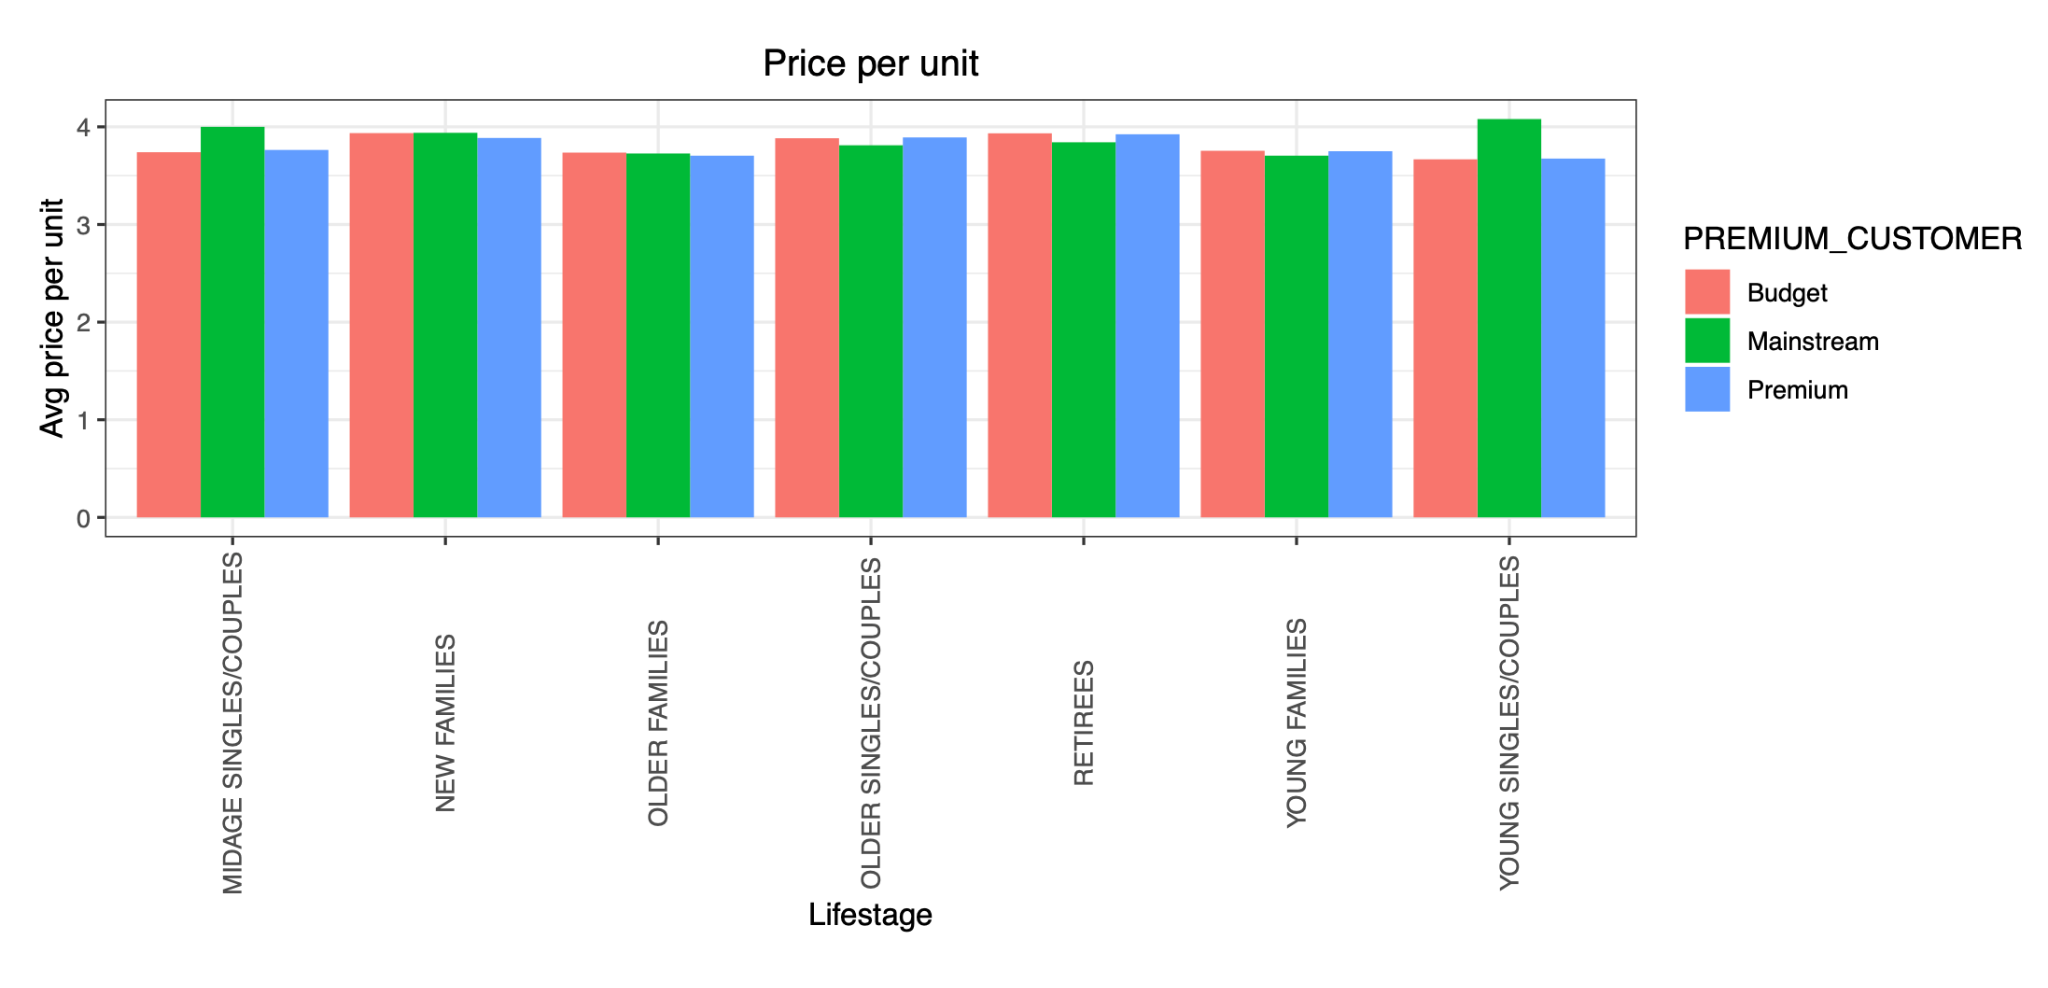 Price per unit
Avg price per unit
4
3
2
1
0
MIDAGE SINGLES/COUPLES
NEW FAMILIES
OLDER FAMILIES
OLDER SINGLES/COUPLES
RETIREES
YOUNG FAMILIES
YOUNG SINGLES/COUPLES
Lifestage
PREMIUM_CUSTOMER
Budget
Mainstream
Premium